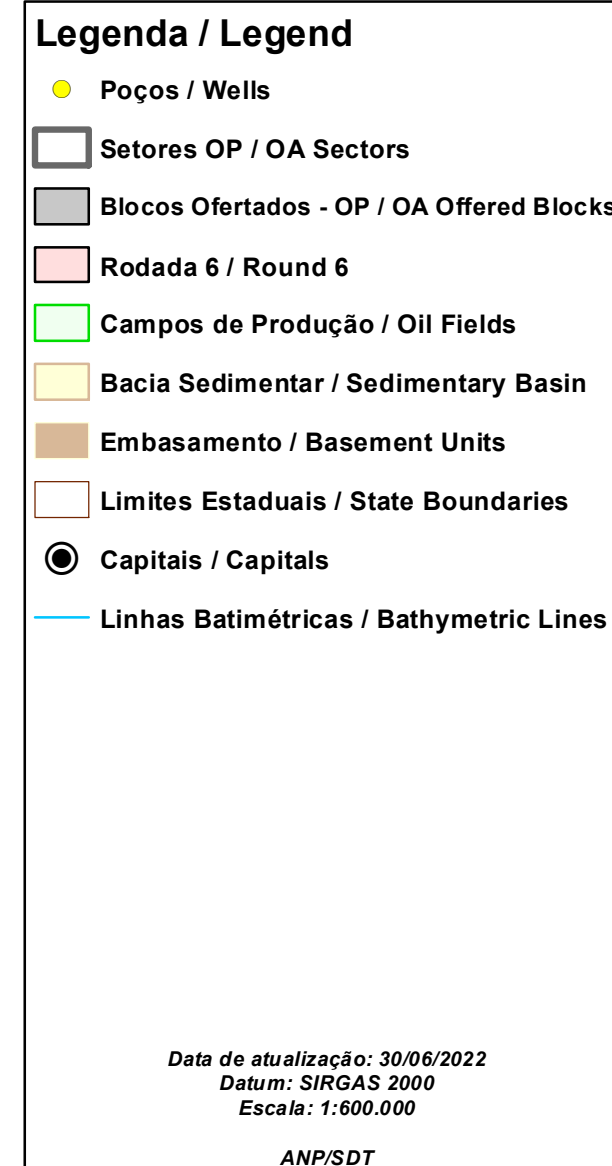 Legenda / Legend
Poços / Wells
Setores OP / OA Sectors
Blocos Ofertados - OP / OA Offered Blocks
Rodada 6 / Round 6
Campos de Produção / Oil Fields
Bacia Sedimentar / Sedimentary Basin
Embasamento / Basement Units
Limites Estaduais / State Boundaries
Capitais / Capitals
Linhas Batimétricas / Bathymetric Lines
Data de atualização: 30/06/2022
Datum: SIRGAS 2000
Escala: 1:600.000
ANP/SDT